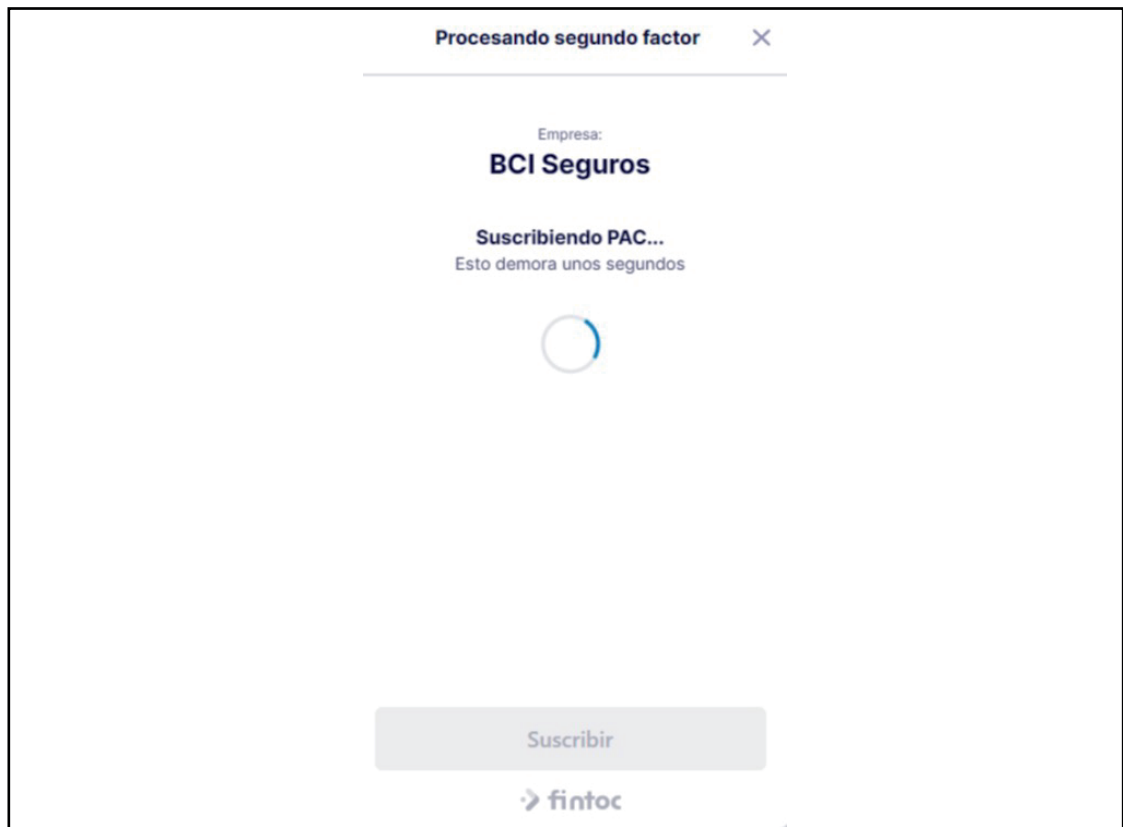 Procesando segundo factor
Empresa:
BCI Seguros
Suscribiendo PAC...
Esto demora unos segundos
Suscribir
fintoc